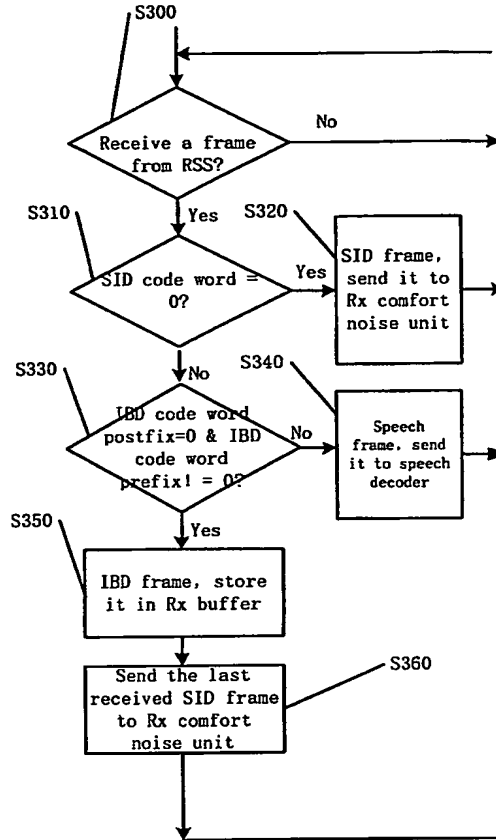 S300
Receive a frame
from RSS?
No
Yes
S310
SID code word =
0?
Yes
S320
SID frame,
send it to
Rx comfort
noise unit
No
S330
IBD code word
postfix=0 & IBD
code word
prefix! = 0?
No
S340
Speech
frame, send
it to speech
decoder
Yes
S350
IBD frame, store
it in Rx buffer
Send the last
received SID frame
to Rx comfort
noise unit
S360